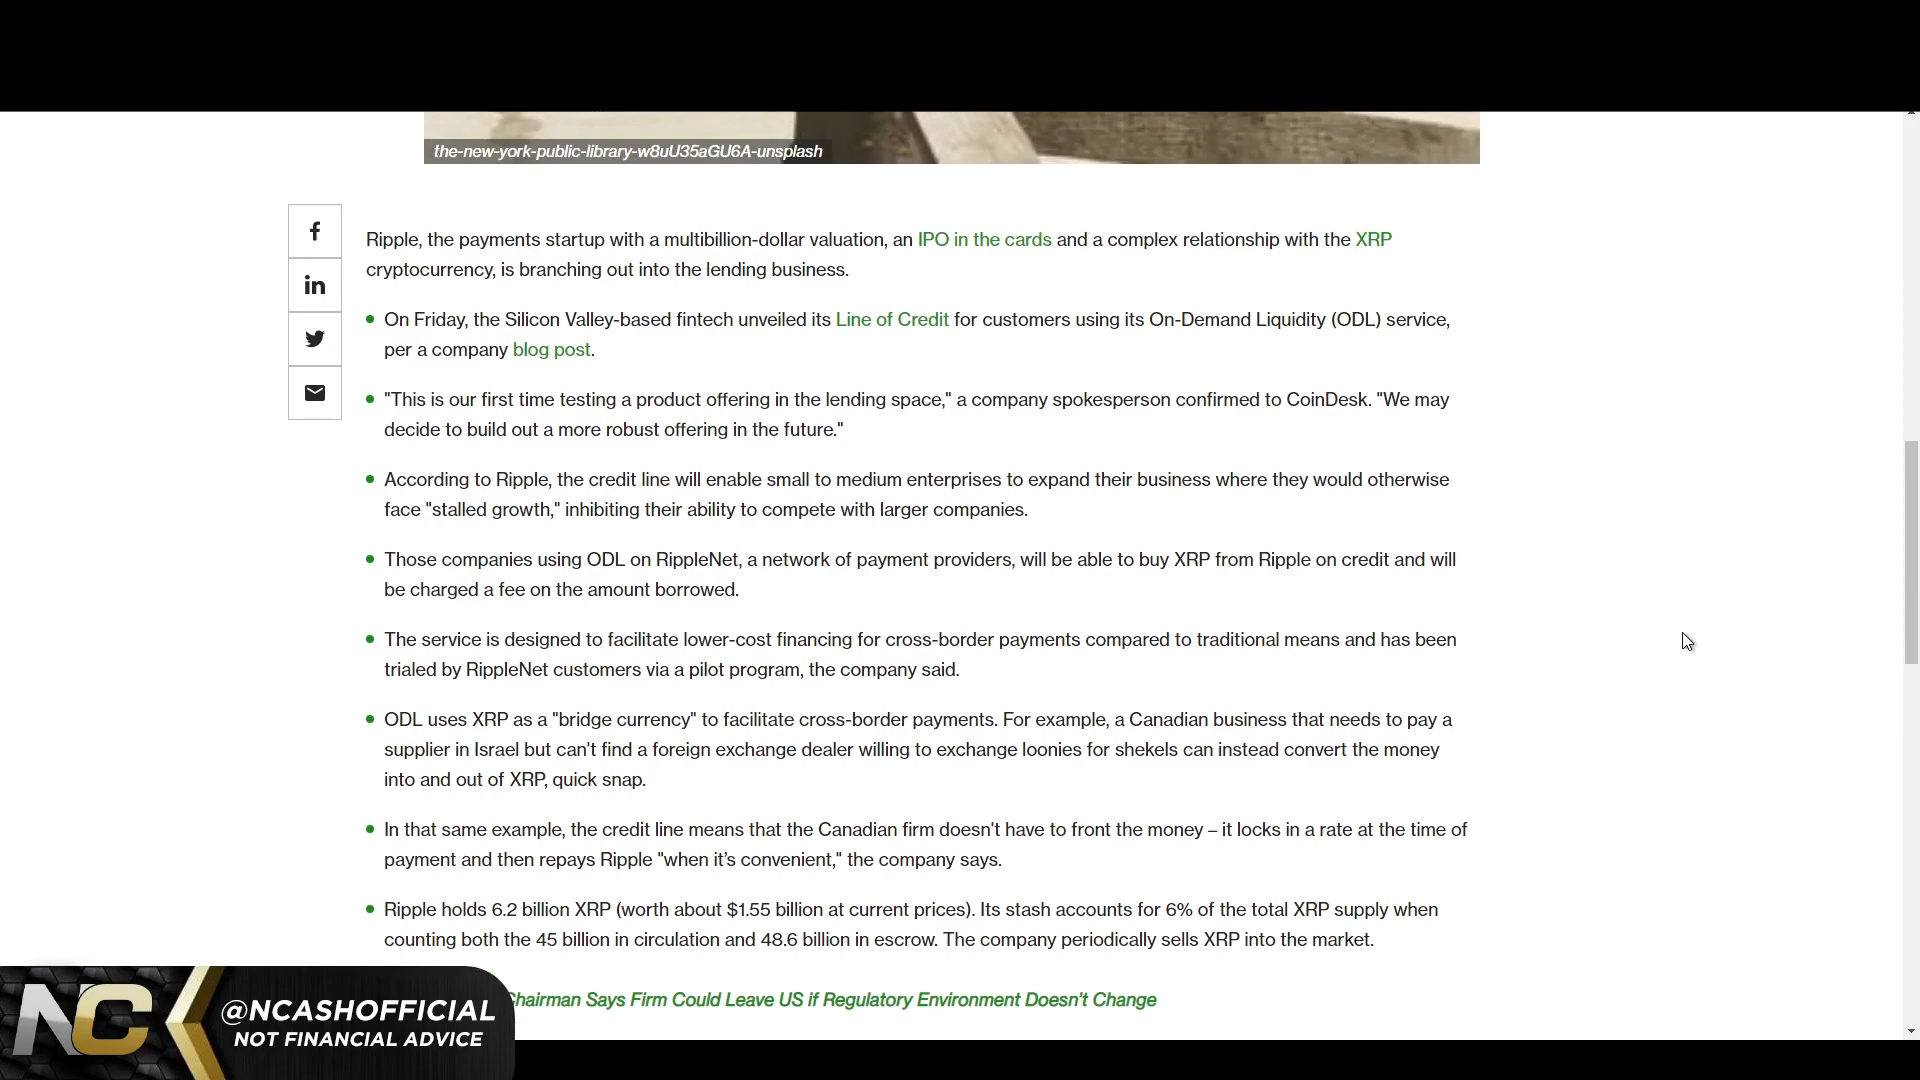 the-new-york-public-library-w8uU35aGU6A-unsplash
Ripple, the payments startup with a multibillion-dollar valuation, an IPO in the cards and a complex relationship with the XRP
cryptocurrency, is branching out into the lending business.
On Friday, the Silicon Valley-based fintech unveiled its Line of Credit for customers using its On-Demand Liquidity (ODL) service,
per a company blog post.
"This is our first time testing a product offering in the lending space," a company spokesperson confirmed to CoinDesk. "We may
decide to build out a more robust offering in the future."
According to Ripple, the credit line will enable small to medium enterprises to expand their business where they would otherwise
face "stalled growth," inhibiting their ability to compete with larger companies.
Those companies using ODL on RippleNet, a network of payment providers, will be able to buy XRP from Ripple on credit and will
be charged a fee on the amount borrowed.
The service is designed to facilitate lower-cost financing for cross-border payments compared to traditional means and has been
trialed by RippleNet customers via a pilot program, the company said.
ODL uses XRP as a "bridge currency" to facilitate cross-border payments. For example, a Canadian business that needs to pay a
supplier in Israel but can't find a foreign exchange dealer willing to exchange loonies for shekels can instead convert the money
into and out of XRP, quick snap.
In that same example, the credit line means that the Canadian firm doesn't have to front the money – it locks in a rate at the time of
payment and then repays Ripple "when it’s convenient," the company says.
Ripple holds 6.2 billion XRP (worth about $1.55 billion at current prices). Its stash accounts for 6% of the total XRP supply when
counting both the 45 billion in circulation and 48.6 billion in escrow. The company periodically sells XRP into the market.
Chairman Says Firm Could Leave US if Regulatory Environment Doesn’t Change
NC
@NCASHOFFICIAL
NOT FINANCIAL ADVICE